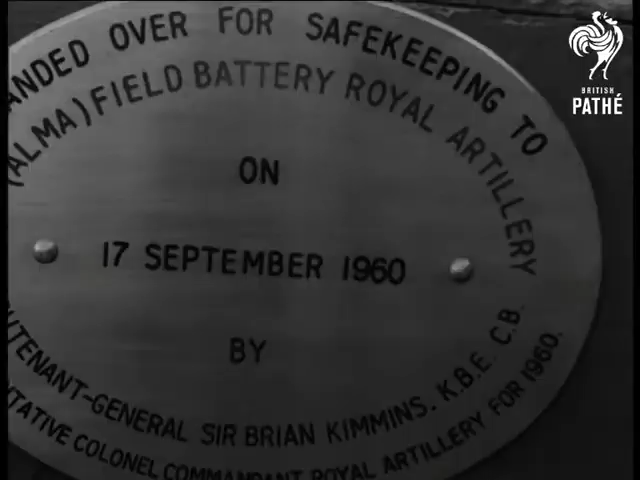 ANDED OVER FOR SAFEKEEPING TO
(ALMA) FIELD BATTERY ROYAL ARTILLERY
ON
17 SEPTEMBER 1960
BY
UTENANT-GENERAL SIR BRIAN KIMMINS. K.B.E. C.B.
TATIVE COLONEL COMMANDANT ROYAL ARTILLERY FOR 1960.
BRITISH
PATHÉ